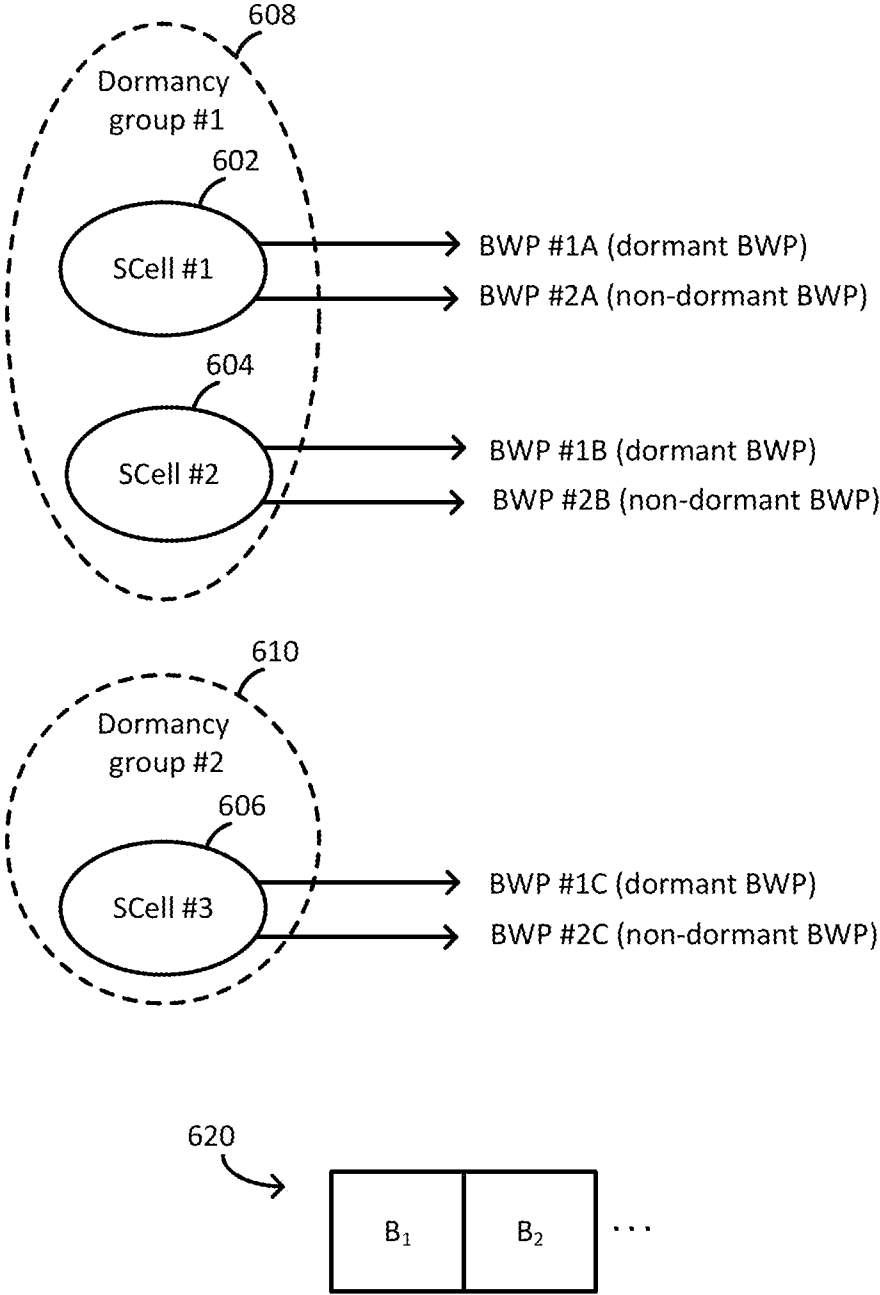 608
Dormancy
group #1
602
SCell #1
BWP #1A (dormant BWP)
BWP #2A (non-dormant BWP)
604
SCell #2
BWP #1B (dormant BWP)
BWP #2B (non-dormant BWP)
610
Dormancy
group #2
606
SCell #3
BWP #1C (dormant BWP)
BWP #2C (non-dormant BWP)
620
B₁ B₂ ...